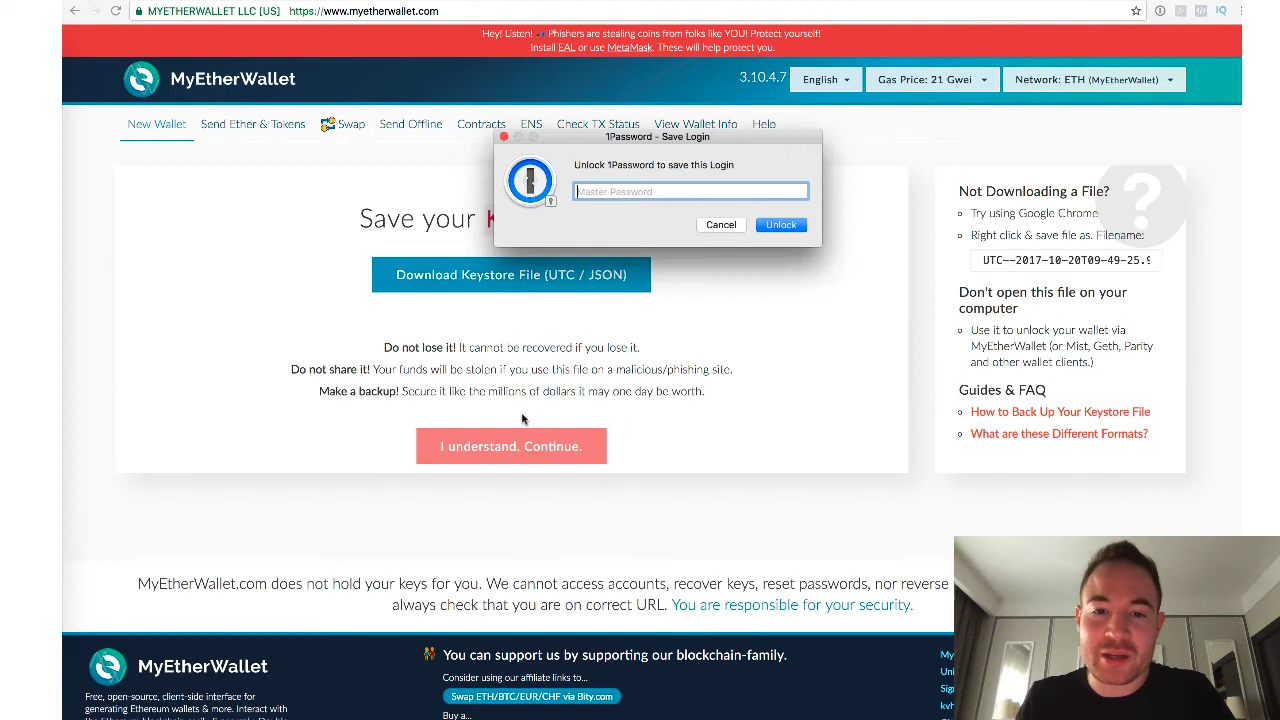 MYETHERWALLET LLC [US] https://www.myetherwallet.com
Hey! Listen! Phishers are stealing coins from folks like YOU! Protect yourself!
Install EAL or use MetaMask. These will help protect you.
MyEtherWallet
3.10.4.7
English
Gas Price: 21 Gwei
Network: ETH (MyEtherWallet)
New Wallet Send Ether & Tokens Swap Send Offline Contracts ENS Check TX Status View Wallet Info Help
1Password - Save Login
Unlock 1Password to save this Login
Master Password
Cancel Unlock
Save your
Download Keystore File (UTC / JSON)
Do not lose it! It cannot be recovered if you lose it.
Do not share it! Your funds will be stolen if you use this file on a malicious/phishing site.
Make a backup! Secure it like the millions of dollars it may one day be worth.
I understand. Continue.
Not Downloading a File?
Try using Google Chrome
Right click & save file as. Filename:
UTC--2017-10-20T09-49-25.9
Don't open this file on your
computer
Use it to unlock your wallet via
MyEtherWallet (or Mist, Geth, Parity
and other wallet clients.)
Guides & FAQ
How to Back Up Your Keystore File
What are these Different Formats?
MyEtherWallet.com does not hold your keys for you. We cannot access accounts, recover keys, reset passwords, nor reverse
always check that you are on correct URL. You are responsible for your security.
MyEtherWallet
Free, open-source, client-side interface for
generating Ethereum wallets & more. Interact with
You can support us by supporting our blockchain-family.
Consider using our affiliate links to...
Swap ETH/BTC/EUR/CHF via Bity.com
Buy a...
My
Uni
Sig
kvh